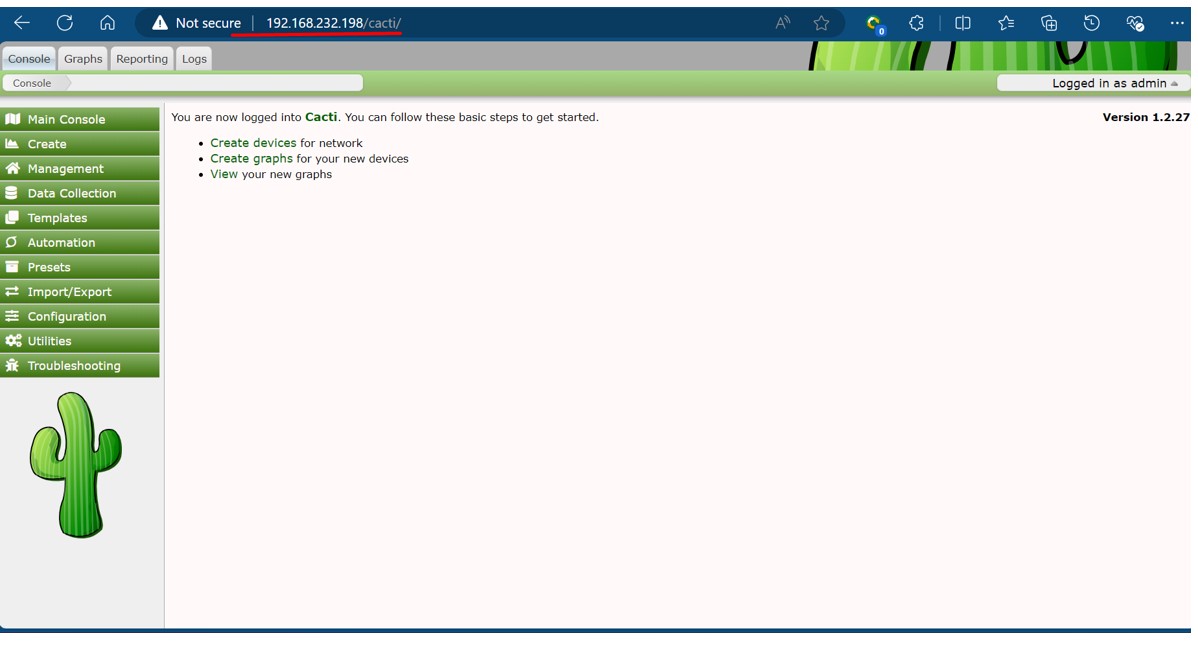 Not secure 192.168.232.198/cacti/
0
Console Graphs Reporting Logs
Console
Logged in as admin
Main Console
Create
Management
Data Collection
Templates
Automation
Presets
Import/Export
Configuration
Utilities
Troubleshooting
You are now logged into Cacti. You can follow these basic steps to get started.
Version 1.2.27
• Create devices for network
• Create graphs for your new devices
• View your new graphs